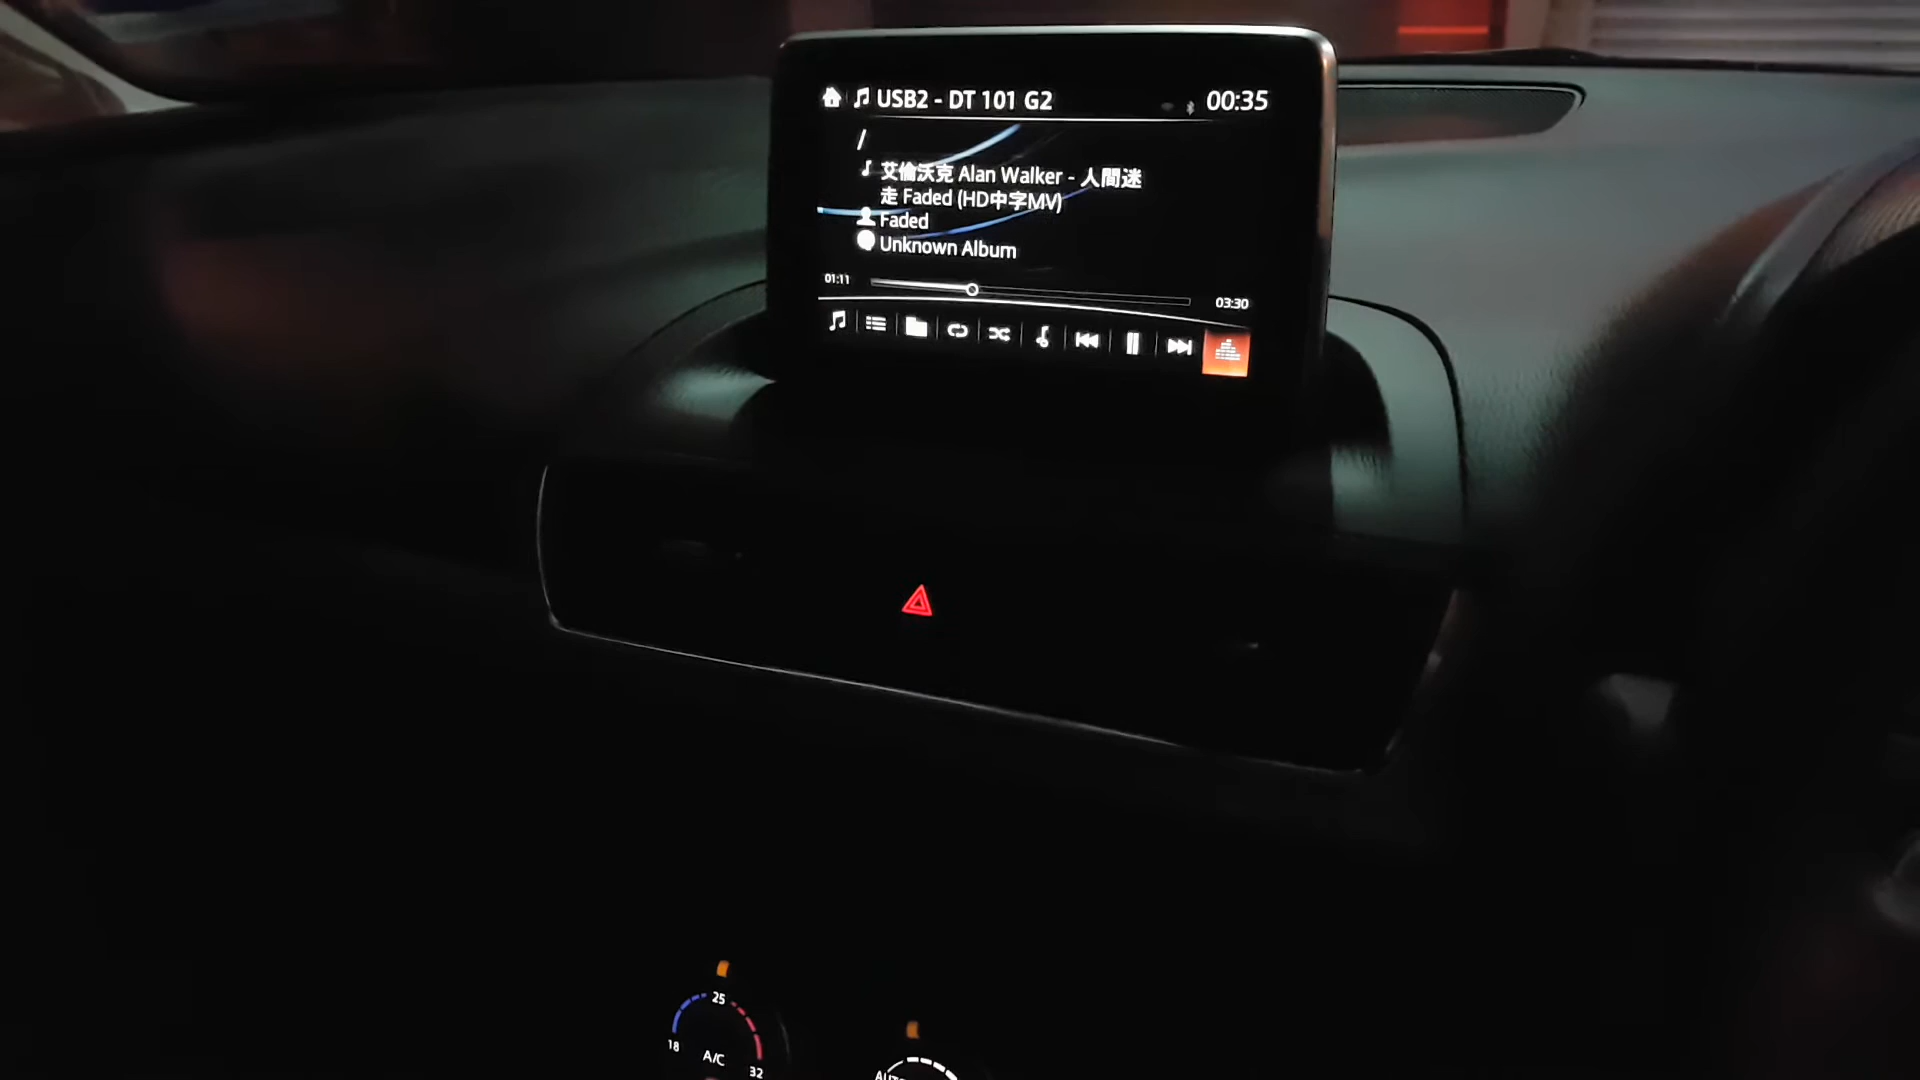 USB2 - DT 101 G2
00:35
/
艾倫沃克 Alan Walker - 人間迷
走 Faded (HD中字MV)
Faded
Unknown Album
01:11
03:30
25
18
A/C
32